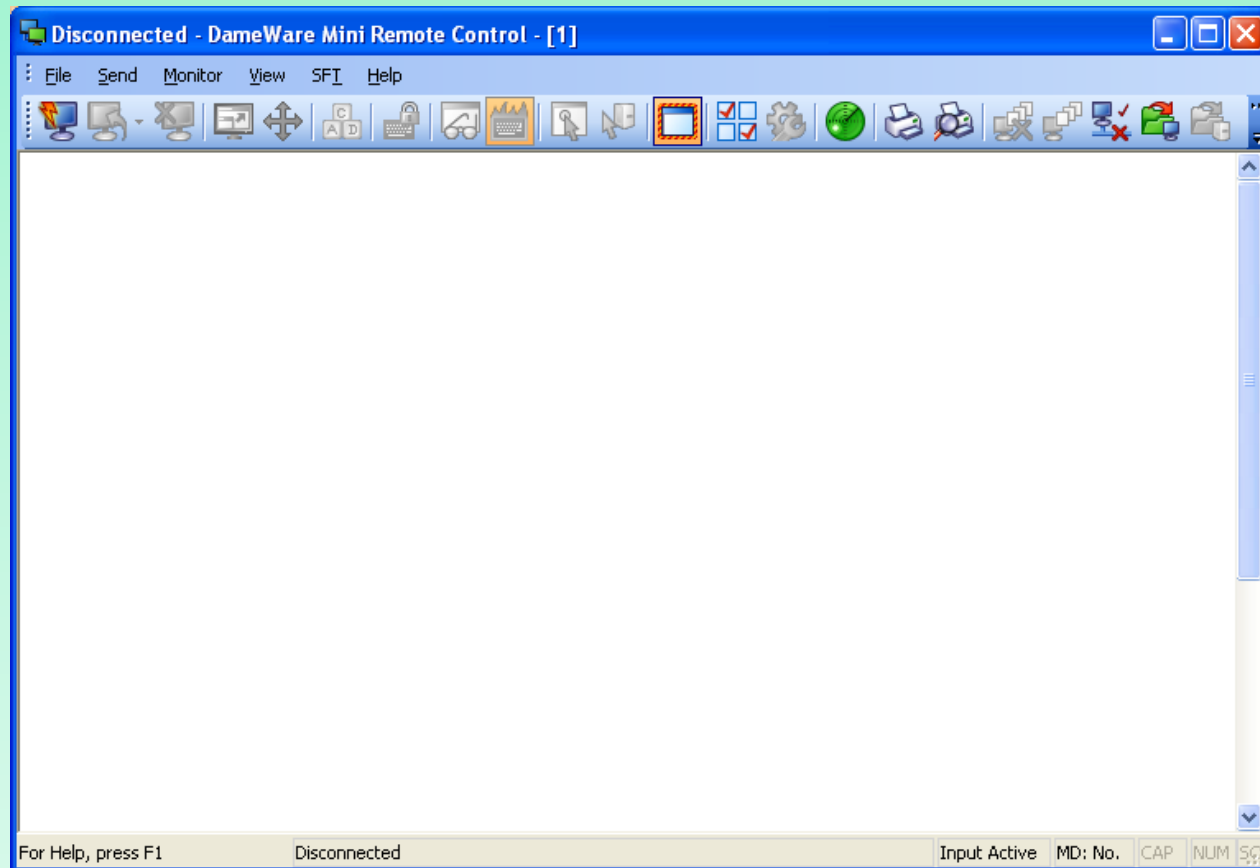 Disconnected - DameWare Mini Remote Control - [1]
File Send Monitor View SFT Help
C
A D
For Help, press F1 Disconnected Input Active MD: No. CAP NUM